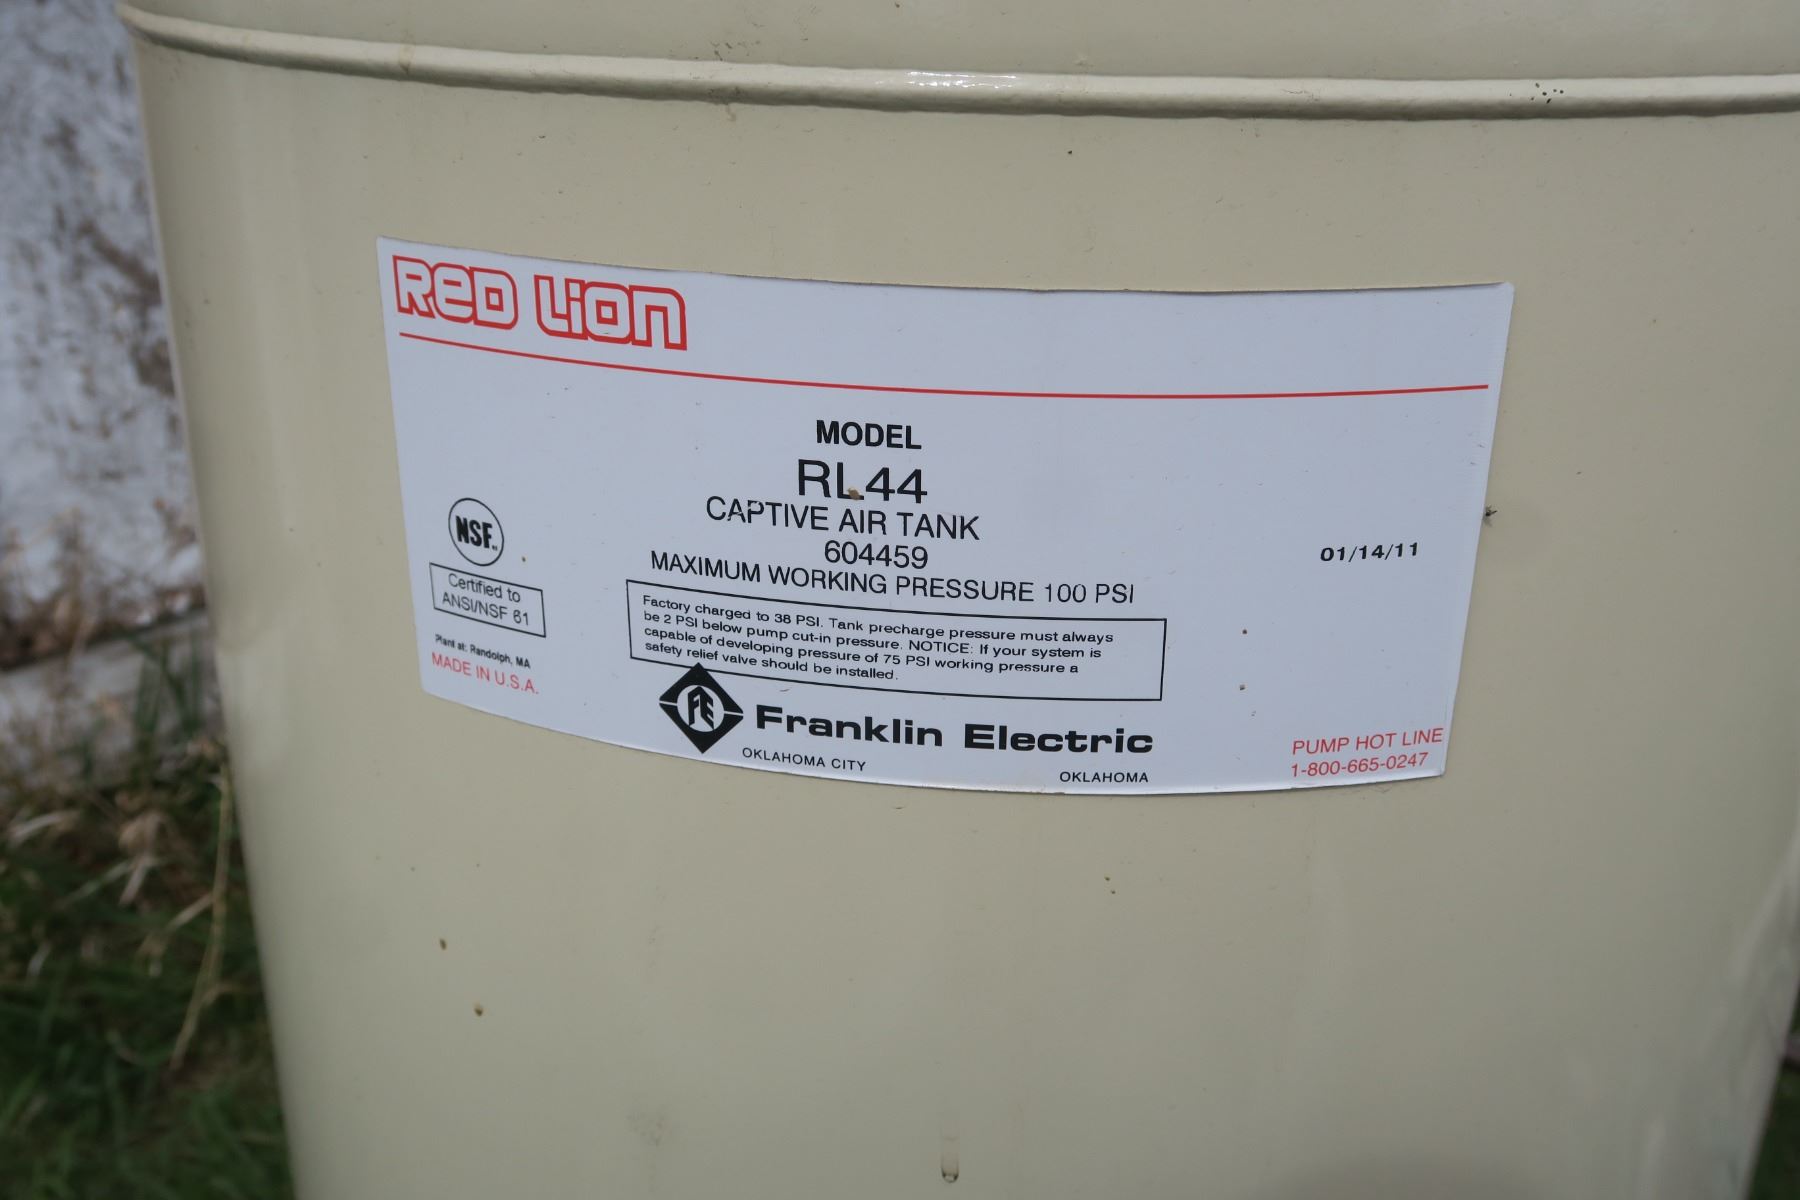 RED LION
MODEL
RL44
CAPTIVE AIR TANK
604459
MAXIMUM WORKING PRESSURE 100 PSI
01/14/11
NSF.
Certified to
ANSI/NSF 61
Plant at: Randolph, MA
MADE IN U.S.A.
Factory charged to 38 PSI. Tank precharge pressure must always
be 2 PSI below pump cut-in pressure. NOTICE: If your system is
capable of developing pressure of 75 PSI working pressure a
safety relief valve should be installed.
FE Franklin Electric
OKLAHOMA CITY OKLAHOMA
PUMP HOT LINE
1-800-665-0247